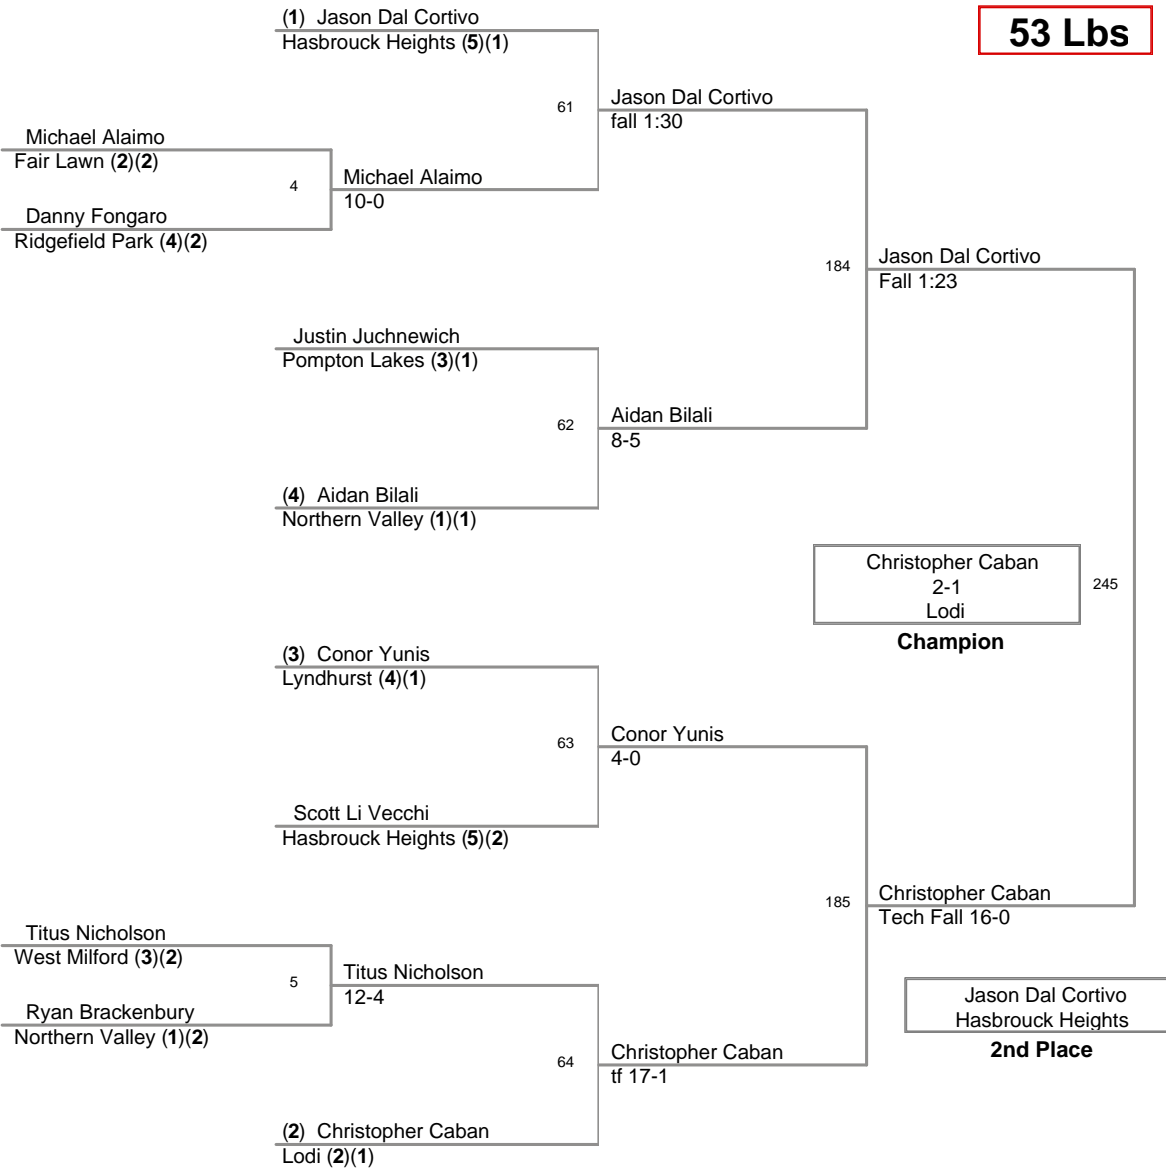 (1) Jason Dal Cortivo
Hasbrouck Heights (5)(1)
53 Lbs
61
Jason Dal Cortivo
fall 1:30
Michael Alaimo
Fair Lawn (2)(2)
4
Michael Alaimo
10-0
Danny Fongaro
Ridgefield Park (4)(2)
184
Jason Dal Cortivo
Fall 1:23
Justin Juchnewich
Pompton Lakes (3)(1)
62
Aidan Bilali
8-5
(4) Aidan Bilali
Northern Valley (1)(1)
Christopher Caban
2-1
Lodi
245
Champion
(3) Conor Yunis
Lyndhurst (4)(1)
63
Conor Yunis
4-0
Scott Li Vecchi
Hasbrouck Heights (5)(2)
185
Christopher Caban
Tech Fall 16-0
Titus Nicholson
West Milford (3)(2)
5
Titus Nicholson
12-4
Ryan Brackenbury
Northern Valley (1)(2)
Jason Dal Cortivo
Hasbrouck Heights
2nd Place
64
Christopher Caban
tf 17-1
(2) Christopher Caban
Lodi (2)(1)